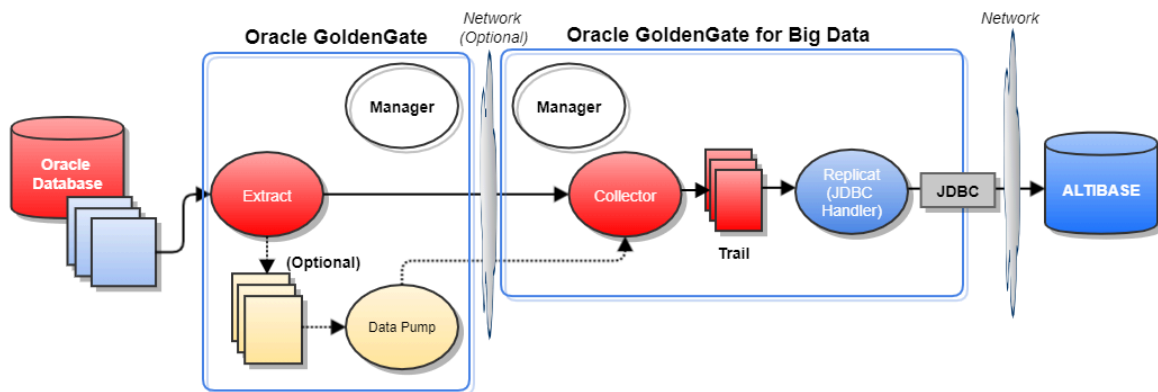 Network
(Optional)
Network
Oracle GoldenGate
Oracle GoldenGate for Big Data
Manager
Manager
Oracle
Database
Extract
Collector
Replicat
(JDBC
Handler)
JDBC
ALTIBASE
Trail
(Optional)
Data Pump